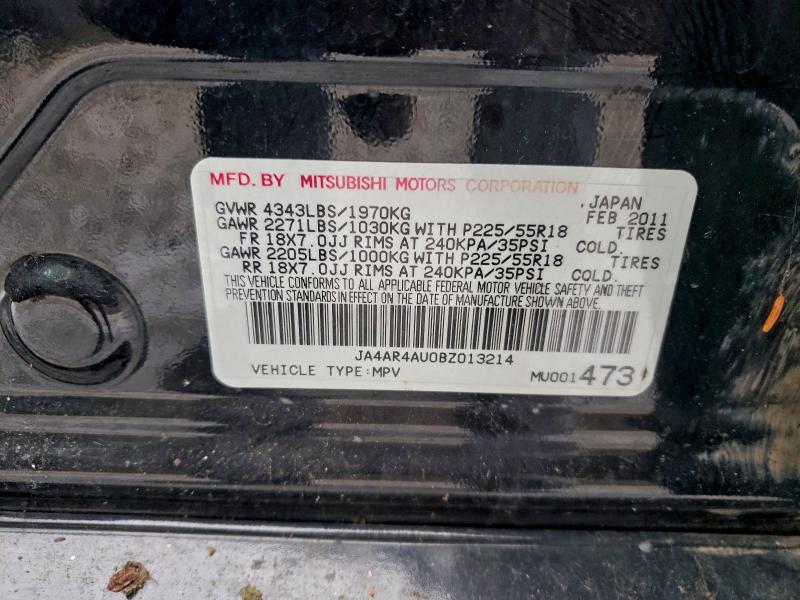 MFD. BY MITSUBISHI MOTORS CORPORATION
GVWR 4343LBS/1970KG , JAPAN FEB 2011
GAWR 2271LBS/1030KG WITH P225/55R18 TIRES
FR 18X7.0JJ RIMS AT 240KPA/35PSI COLD.
GAWR 2205LBS/1000KG WITH P225/55R18 TIRES
RR 18X7.0JJ RIMS AT 240KPA/35PSI COLD.
THIS VEHICLE CONFORMS TO ALL APPLICABLE FEDERAL MOTOR VEHICLE SAFETY AND THEFT
PREVENTION STANDARDS IN EFFECT ON THE DATE OF MANUFACTURE SHOWN ABOVE.
JA4AR4AU0BZ013214
VEHICLE TYPE:MPV MU001473